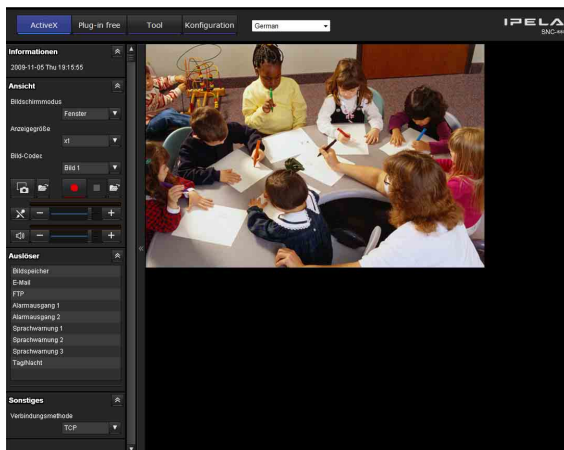 ActiveX Plug-in free Tool Konfiguration German
IPELA
Informationen
2009-11-05 Thu 19:15:55
Ansicht
Bildschirmmodus
Fenster
Anzeigegröße
x1
Bild-Codec
Bild 1
Auslöser
Bildspeicher
E-Mail
FTP
Alarmausgang 1
Alarmausgang 2
Sprachwarnung 1
Sprachwarnung 2
Sprachwarnung 3
Tag/Nacht
Sonstiges
Verbindungsmethode
TCP